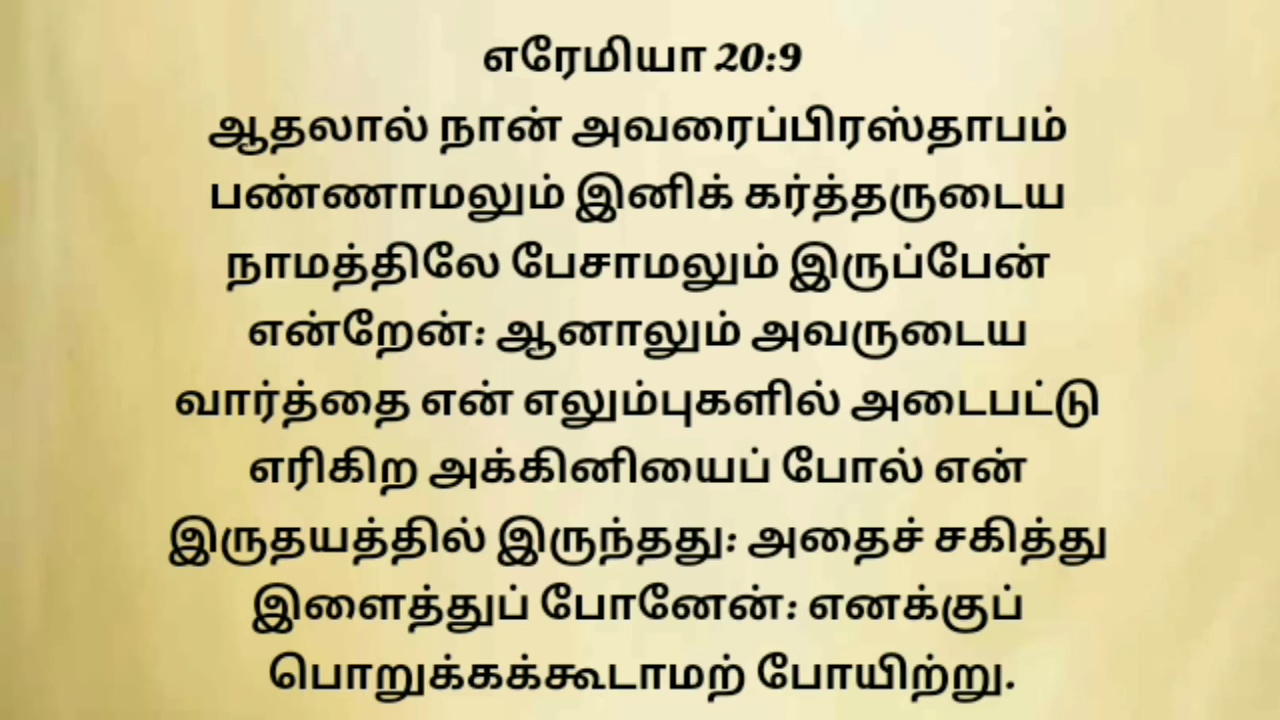 எரேமியா 20:9
ஆதலால் நான் அவரைப்பிரஸ்தாபம்
பண்ணாமலும் இனிக் கர்த்தருடைய
நாமத்திலே பேசாமலும் இருப்பேன்
என்றேன்: ஆனாலும் அவருடைய
வார்த்தை என் எலும்புகளில் அடைபட்டு
எரிகிற அக்கினியைப் போல் என்
இருதயத்தில் இருந்தது: அதைச் சகித்து
இளைத்துப் போனேன்: எனக்குப்
பொறுக்கக்கூடாமற் போயிற்று.